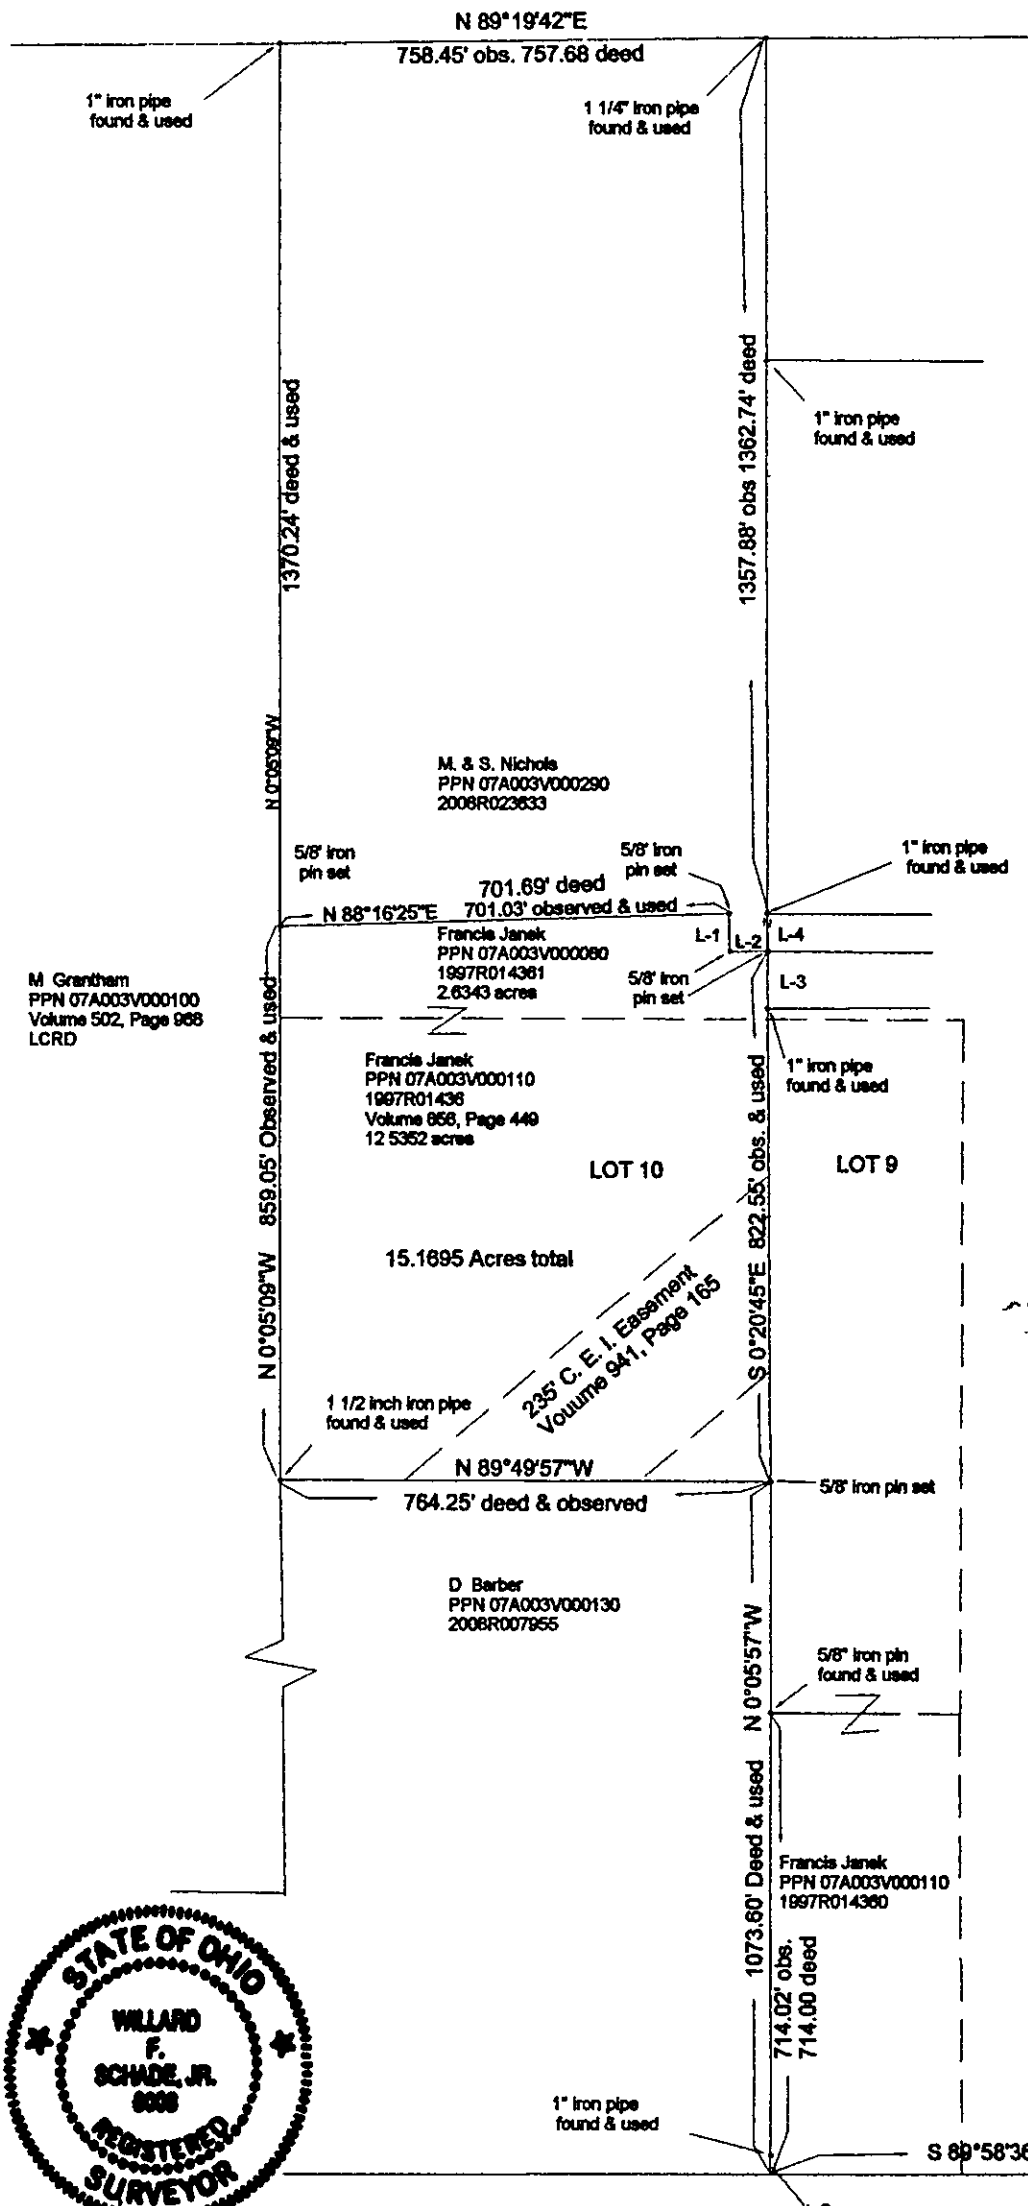 N 89°19'42"E
758.45' obs. 757.68 deed
1" iron pipe
found & used
1 1/4" iron pipe
found & used
1" iron pipe
found & used
1370.24' deed & used
1357.88' obs 1362.74' deed
N 0°05'09"W
M. & S. Nichols
PPN 07A003V000290
2008R023633
5/8' iron
pin set
5/8' iron
pin set
1" iron pipe
found & used
701.69' deed
N 88°16'25"E 701.03' observed & used
L-1
L-2
L-4
Francis Janek
PPN 07A003V000080
1997R014361
2.6343 acres
5/8' iron
pin set
L-3
M Grantham
PPN 07A003V000100
Volume 502, Page 968
LCRD
N 0°05'09"W 859.05' Observed & used
Francis Janek
PPN 07A003V000110
1997R01436
Volume 656, Page 449
12 5352 acres
1" iron pipe
found & used
LOT 10
LOT 9
S 0°20'45"E 822.55' obs. & used
15.1695 Acres total
235' C. E. I. Easement
Vouume 941, Page 165
1 1/2 inch iron pipe
found & used
N 89°49'57"W
764.25' deed & observed
5/8' iron pin set
D Barber
PPN 07A003V000130
2008R007955
1073.60' Deed & used N 0°05'57"W
5/8" iron pin
found & used
Francis Janek
PPN 07A003V000110
1997R014360
714.02' obs.
714.00 deed
STATE OF OHIO
WILLARD
F.
SCHADE, JR.
REGISTERED
SURVEYOR
1" iron pipe
found & used
S 89°58'36